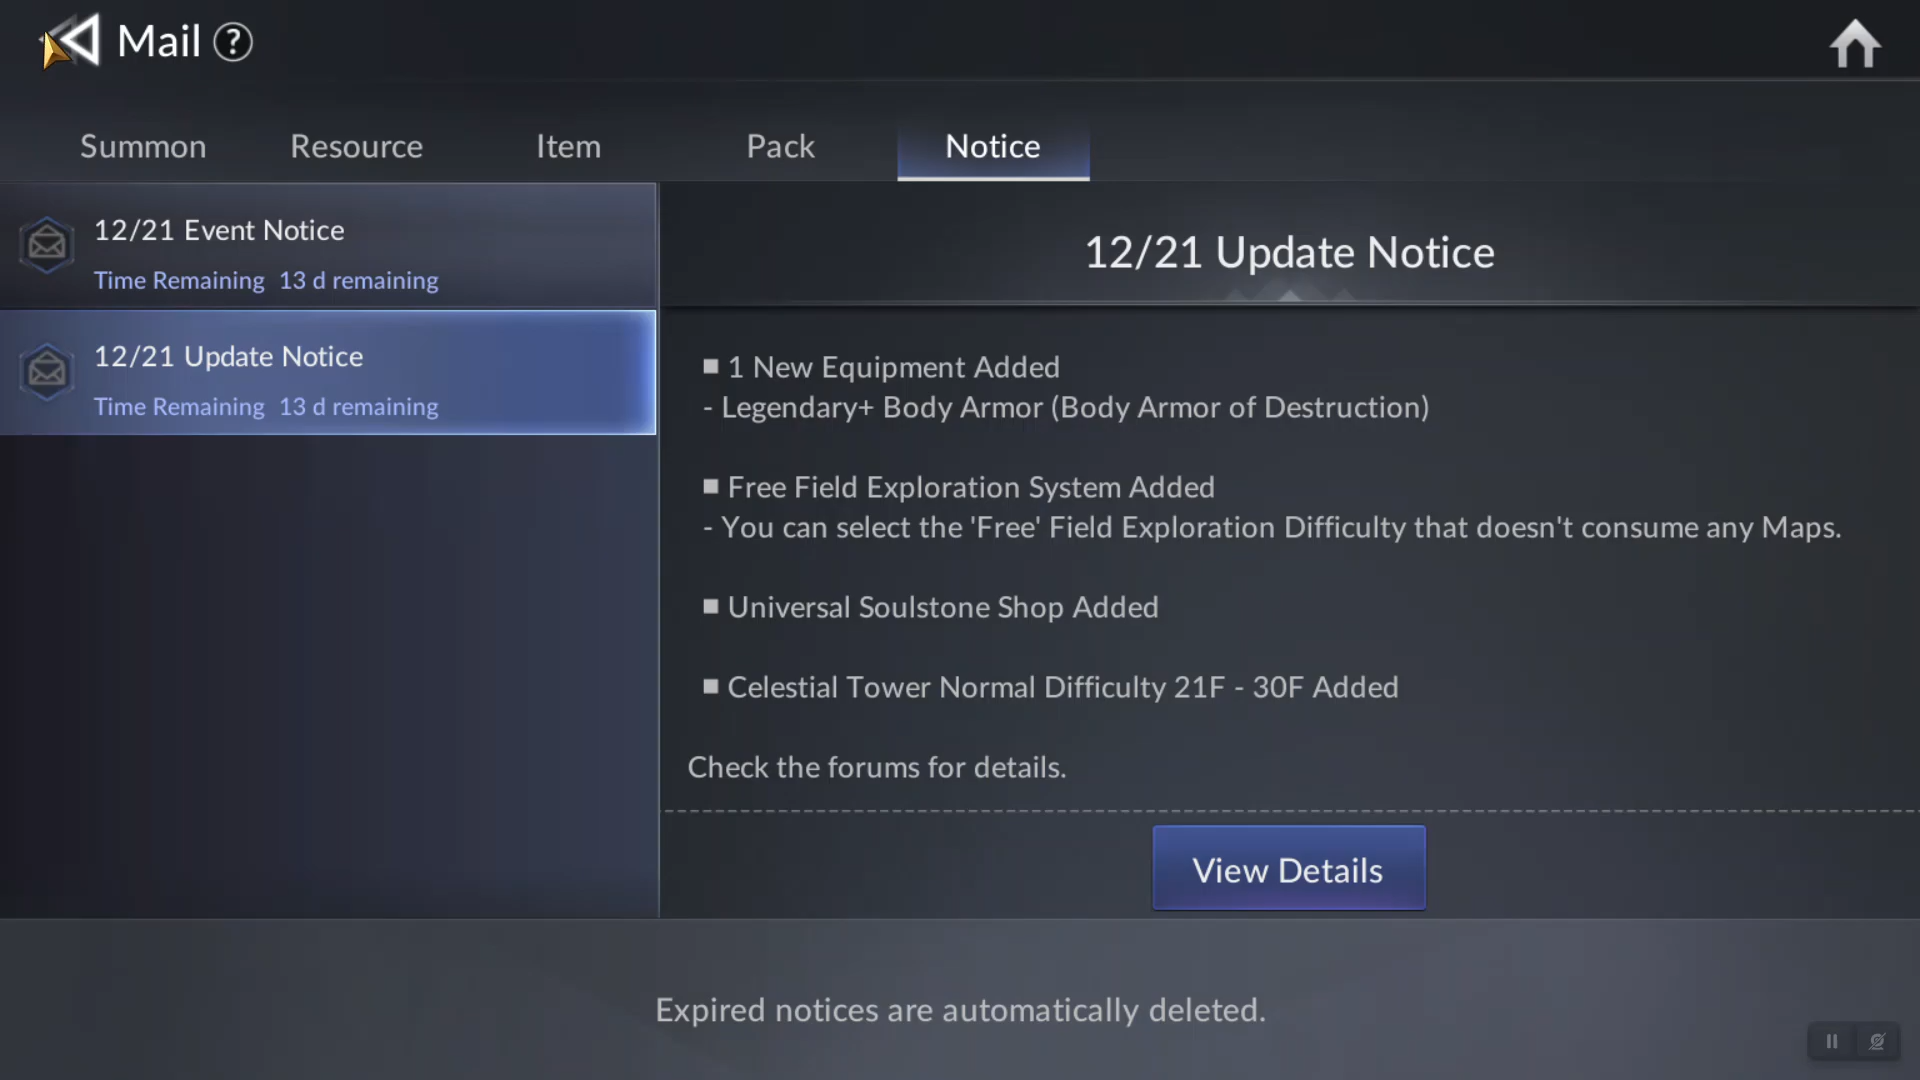 Mail ?
Summon Resource Item Pack Notice
12/21 Event Notice
Time Remaining 13 d remaining
12/21 Update Notice
Time Remaining 13 d remaining
12/21 Update Notice
■ 1 New Equipment Added
- Legendary+ Body Armor (Body Armor of Destruction)
■ Free Field Exploration System Added
- You can select the 'Free' Field Exploration Difficulty that doesn't consume any Maps.
■ Universal Soulstone Shop Added
■ Celestial Tower Normal Difficulty 21F - 30F Added
Check the forums for details.
View Details
Expired notices are automatically deleted.